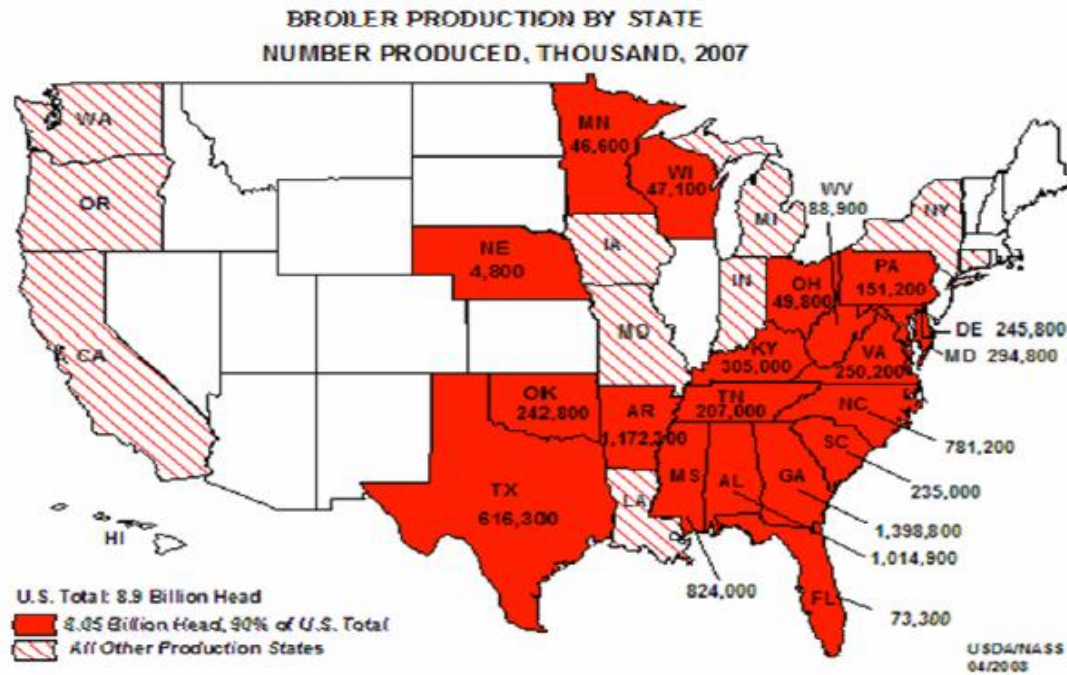 BROILER PRODUCTION BY STATE
NUMBER PRODUCED, THOUSAND, 2007
WA
OR
CA
HI
MN
46,600
WI
47,100
MI
WV
88,900
NY
NE
4,800
IA
IN
OH
49,800
PA
151,200
MO
DE 245,800
MD 294,800
KY
305,000
VA
250,200
OK
242,800
AR
TN
207,000
NC
781,200
SC
235,000
TX
616,300
LA
MS
824,000
AL
1,014,900
GA
1,398,800
FL
73,300
U.S. Total: 8.9 Billion Head
Billion Head, 90% of U.S. Total
All Other Production States
USDA/NASS
04/2008